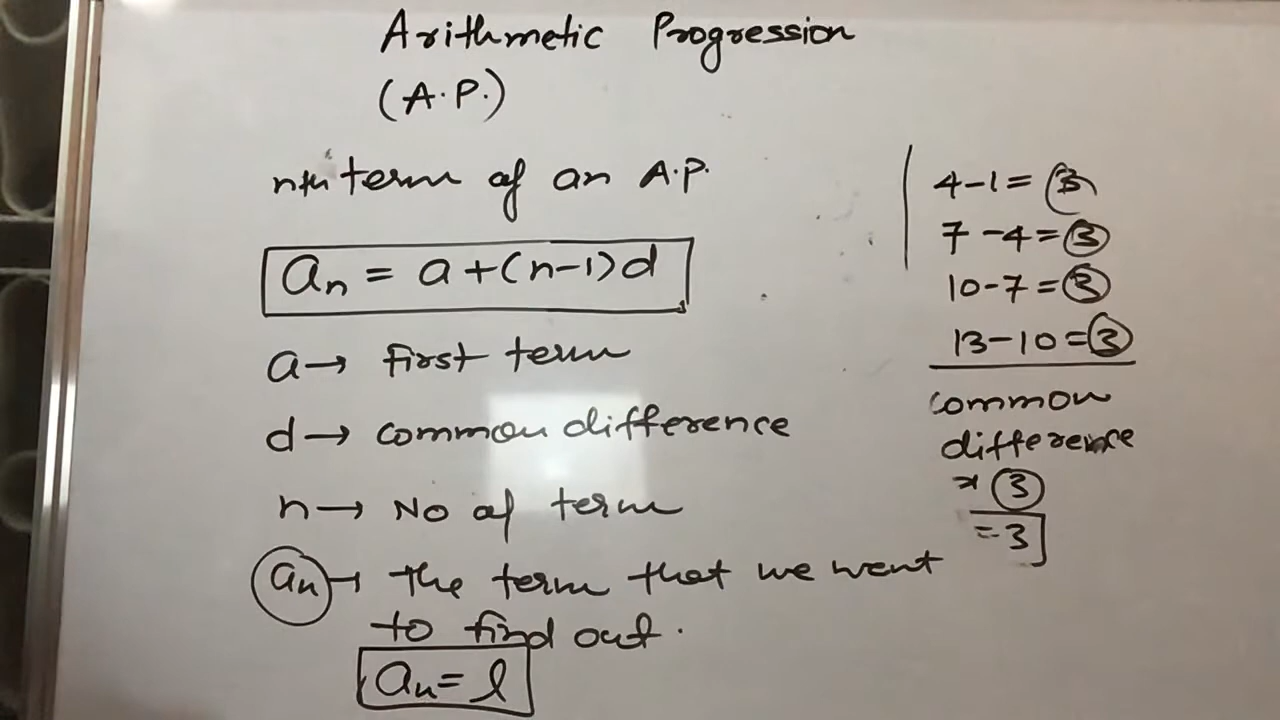 Arithmetic Progression
(A.P.)
nth term of an A.P.
an = a+(n-1)d
a→ first term
d→ common difference
n→ No of term
an→ the term that we want
to find out.
an = l
4-1=3
7-4=3
10-7=3
13-10=3
common
difference
3
=3